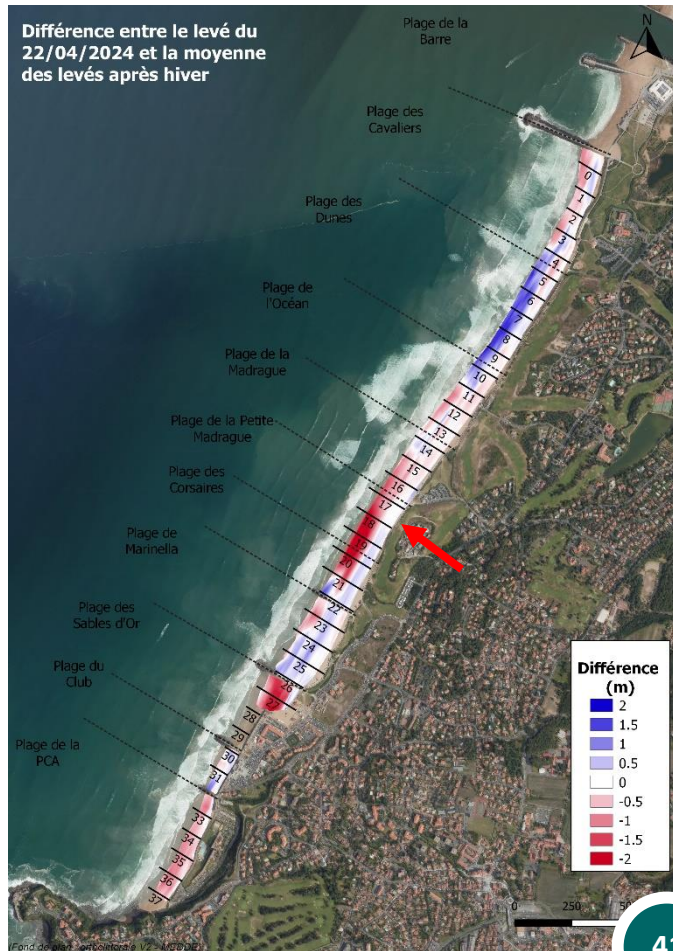 Différence entre le levé du
22/04/2024 et la moyenne
des levés après hiver
Plage de la
Barre
N
Plage des
Cavaliers
Plage des
Dunes
Plage de
l'Océan
Plage de la
Madrague
Plage de la Petite
Madrague
Plage des
Corsaires
Plage de
Marinella
Plage des
Sables d'Or
Plage du
Club
Plage de la
PCA
0
1
2
3
4
5
6
7
8
9
10
11
12
13
14
15
16
17
18
19
20
21
22
23
24
25
26
27
28
29
30
31
33
34
35
36
37
Différence
(m)
2
1.5
1
0.5
0
-0.5
-1
-1.5
-2
0
250